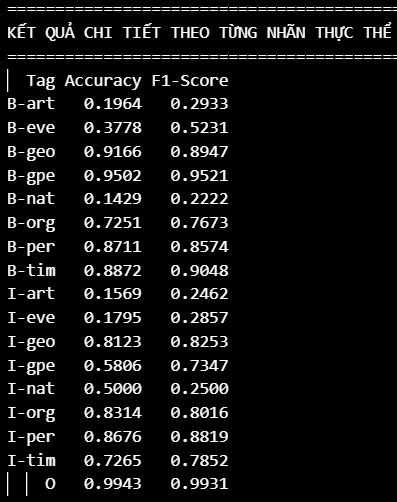 ==========================================
KẾT QUẢ CHI TIẾT THEO TỪNG NHÃN THỰC THỂ
==========================================
| Tag Accuracy F1-Score
B-art 0.1964 0.2933
B-eve 0.3778 0.5231
B-geo 0.9166 0.8947
B-gpe 0.9502 0.9521
B-nat 0.1429 0.2222
B-org 0.7251 0.7673
B-per 0.8711 0.8574
B-tim 0.8872 0.9048
I-art 0.1569 0.2462
I-eve 0.1795 0.2857
I-geo 0.8123 0.8253
I-gpe 0.5806 0.7347
I-nat 0.5000 0.2500
I-org 0.8314 0.8016
I-per 0.8676 0.8819
I-tim 0.7265 0.7852
| | O 0.9943 0.9931